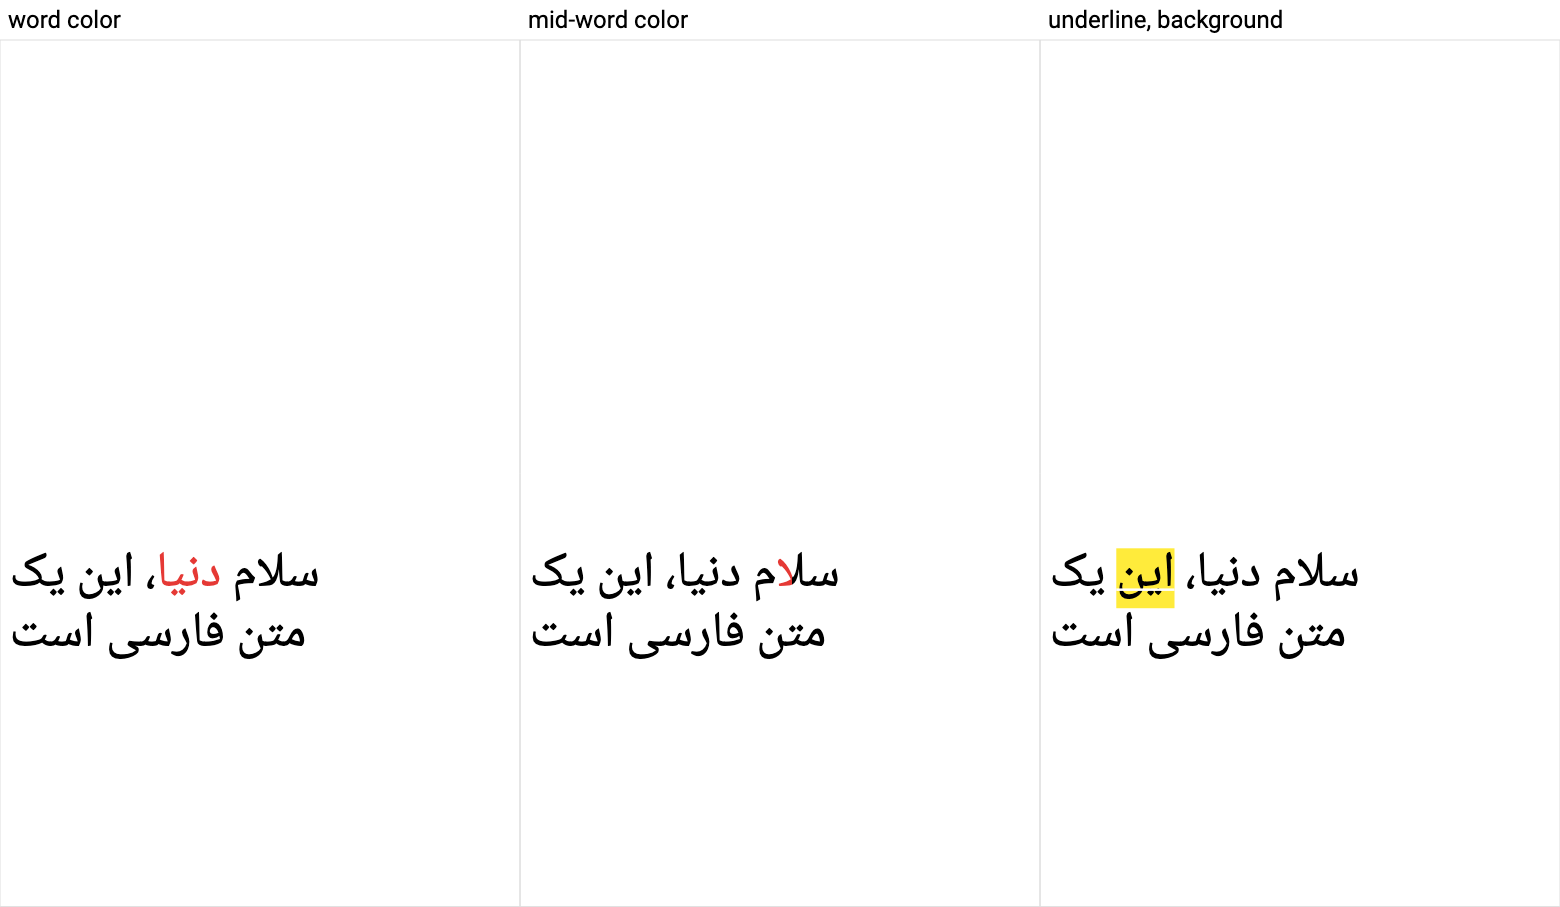 word color
mid-word color
underline, background
سلام دنیا، این یک
متن فارسی است
سلام دنیا، این یک
متن فارسی است
سلام دنیا، این یک
متن فارسی است